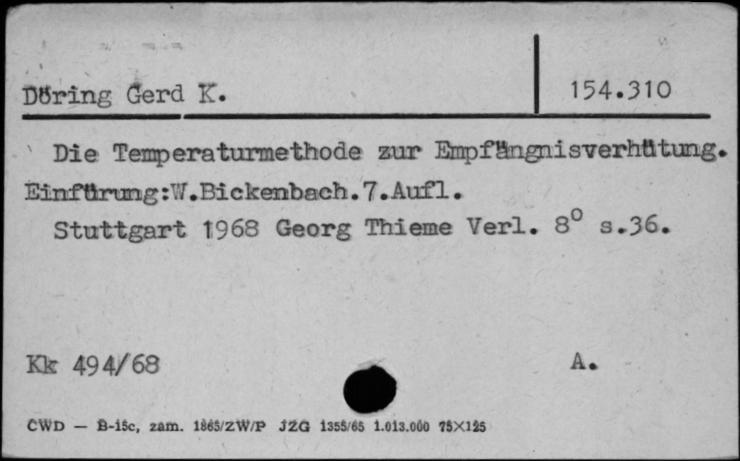 Döring Gerd K.
154.310
Die Temperaturmethode zur Empfängnisverhütung.
Einfürung:W.Bickenbach.7.Aufl.
Stuttgart 1968 Georg Thieme Verl. 8° s.36.
Kk 494/68
A.
CWD — B-15c, zam. 1865/ZW/P JZG 1355/65 1.013.000 75×125